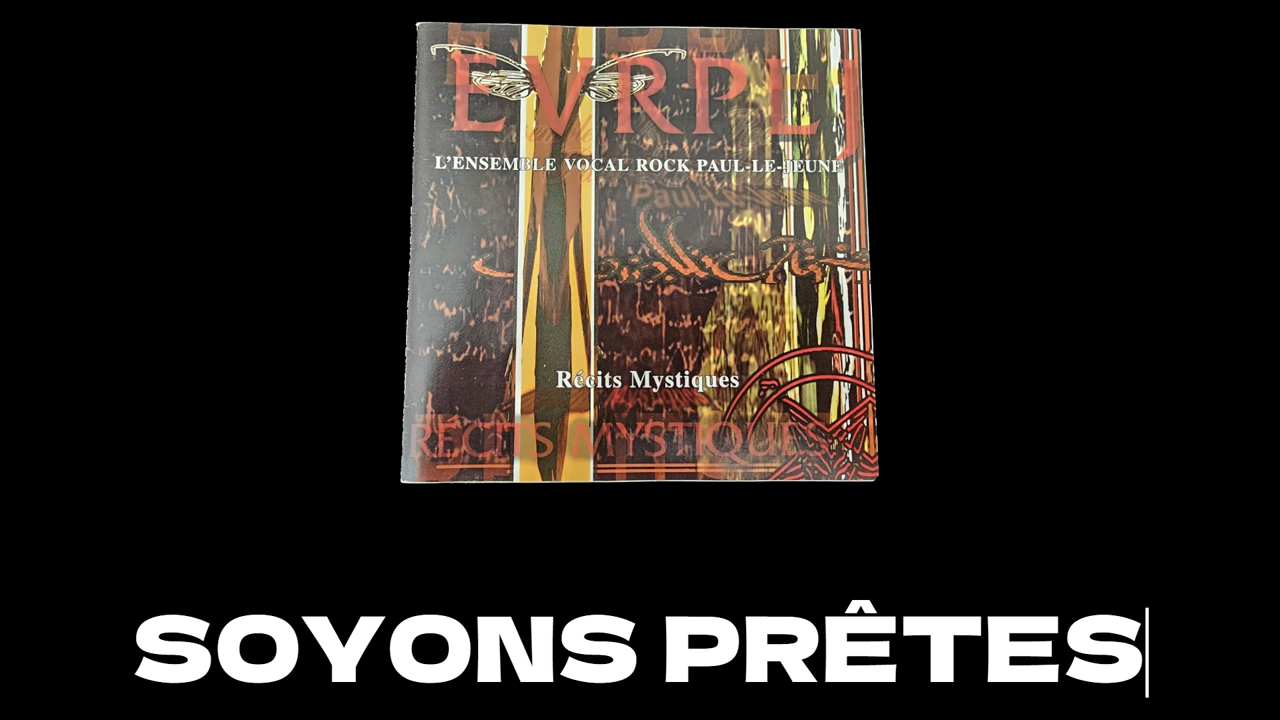 EVRPLJ
L'ENSEMBLE VOCAL ROCK PAUL-LE-JEUNE
Récits Mystiques
RÉCITS MYSTIQUES
SOYONS PRÊTES